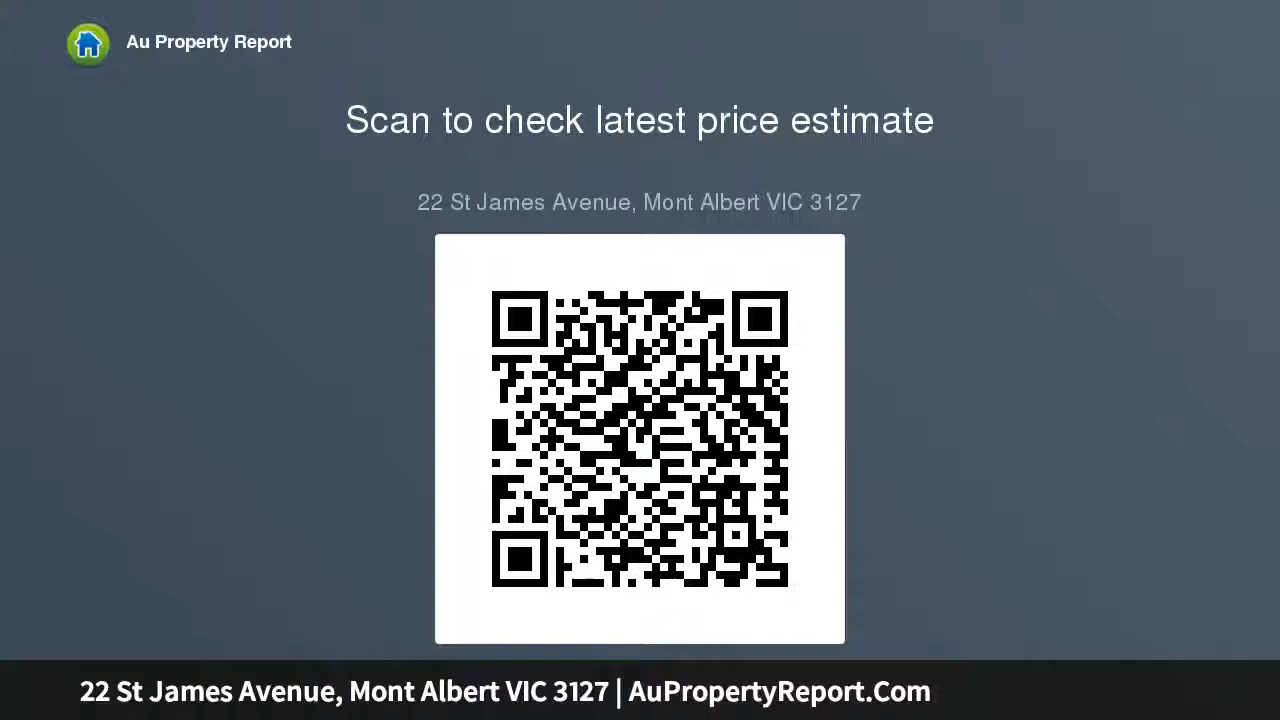 Au Property Report
Scan to check latest price estimate
22 St James Avenue, Mont Albert VIC 3127
22 St James Avenue, Mont Albert VIC 3127 | AuPropertyReport.Com